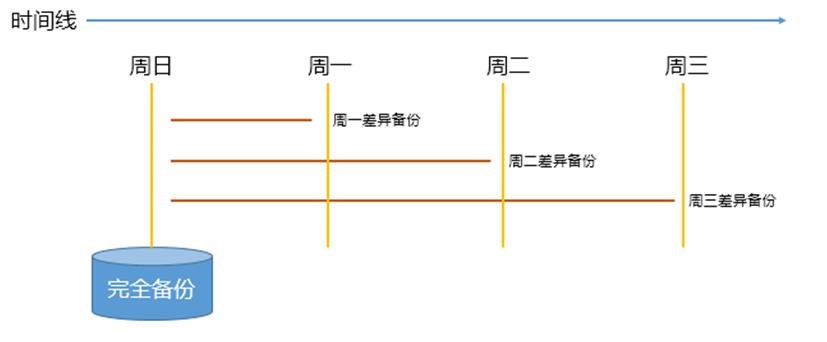 时间线
周日 周一 周二 周三
周一差异备份
周二差异备份
周三差异备份
完全备份